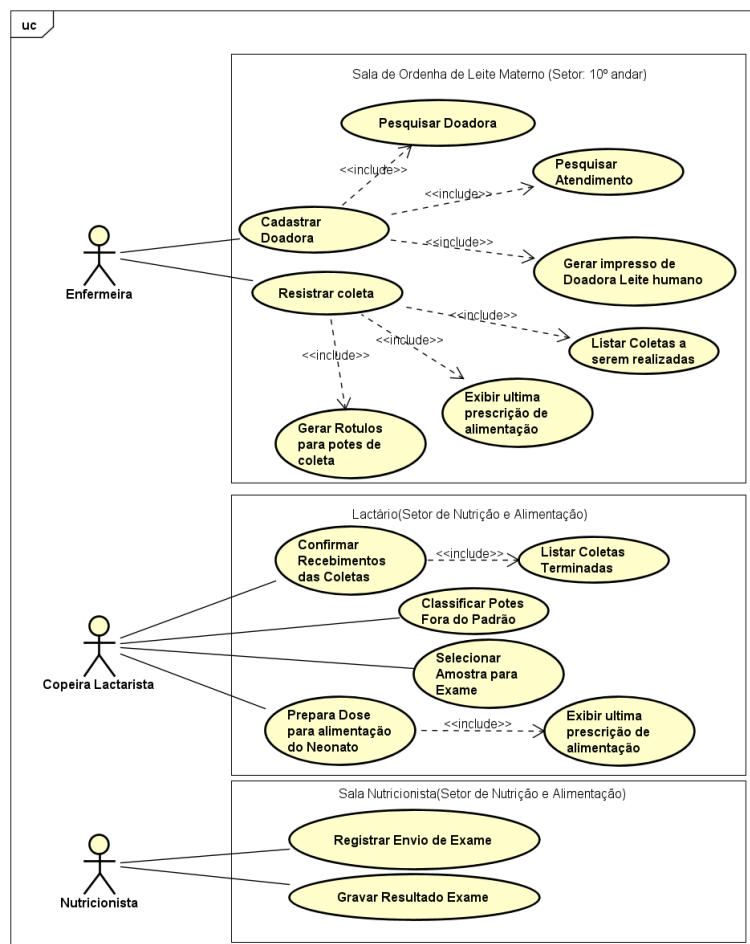 uc
Sala de Ordenha de Leite Materno (Setor: 10º andar)
Pesquisar Doadora
<<include>>
Pesquisar
Atendimento
<<include>>
Cadastrar
Doadora
<<include>>
Gerar impresso de
Doadora Leite humano
Enfermeira
Resistrar coleta
<<include>>
Listar Coletas a
serem realizadas
<<include>>
<<include>>
Exibir ultima
prescrição de
alimentação
Gerar Rotulos
para potes de
coleta
Lactário(Setor de Nutrição e Alimentação)
Confirmar
Recebimentos
das Coletas
<<include>>
Listar Coletas
Terminadas
Classificar Potes
Fora do Padrão
Copeira Lactarista
Selecionar
Amostra para
Exame
Prepara Dose
para alimentação
do Neonato
<<include>>
Exibir ultima
prescrição de
alimentação
Sala Nutricionista(Setor de Nutrição e Alimentação)
Registrar Envio de Exame
Gravar Resultado Exame
Nutricionista